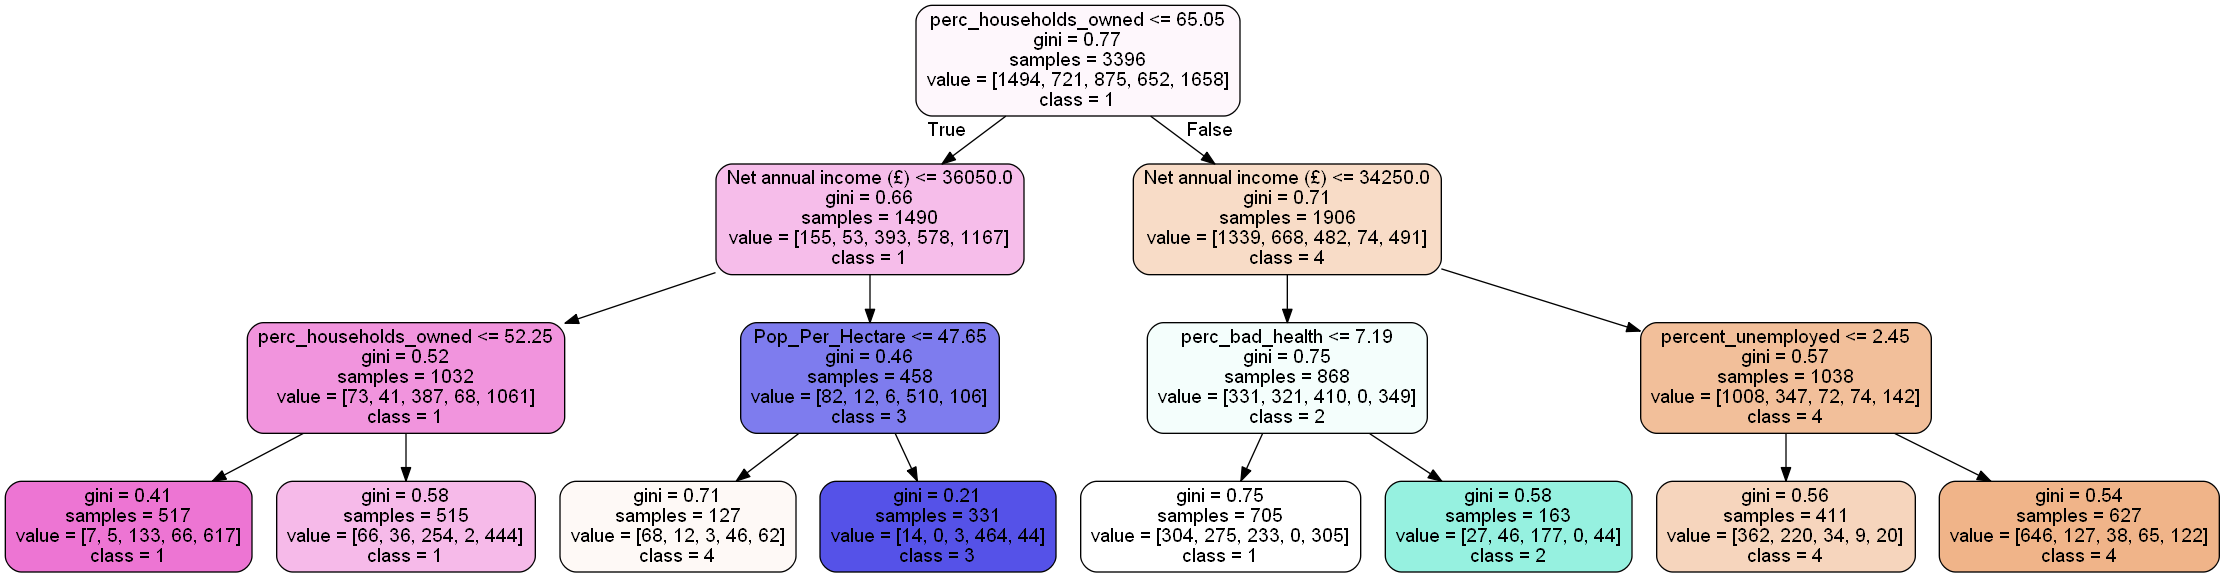 perc_households_owned <= 65.05
gini = 0.77
samples = 3396
value = [1494, 721, 875, 652, 1658]
class = 1
True
False
Net annual income (£) <= 36050.0
gini = 0.66
samples = 1490
value = [155, 53, 393, 578, 1167]
class = 1
Net annual income (£) <= 34250.0
gini = 0.71
samples = 1906
value = [1339, 668, 482, 74, 491]
class = 4
perc_households_owned <= 52.25
gini = 0.52
samples = 1032
value = [73, 41, 387, 68, 1061]
class = 1
Pop_Per_Hectare <= 47.65
gini = 0.46
samples = 458
value = [82, 12, 6, 510, 106]
class = 3
perc_bad_health <= 7.19
gini = 0.75
samples = 868
value = [331, 321, 410, 0, 349]
class = 2
percent_unemployed <= 2.45
gini = 0.57
samples = 1038
value = [1008, 347, 72, 74, 142]
class = 4
gini = 0.41
samples = 517
value = [7, 5, 133, 66, 617]
class = 1
gini = 0.58
samples = 515
value = [66, 36, 254, 2, 444]
class = 1
gini = 0.71
samples = 127
value = [68, 12, 3, 46, 62]
class = 4
gini = 0.21
samples = 331
value = [14, 0, 3, 464, 44]
class = 3
gini = 0.75
samples = 705
value = [304, 275, 233, 0, 305]
class = 1
gini = 0.58
samples = 163
value = [27, 46, 177, 0, 44]
class = 2
gini = 0.56
samples = 411
value = [362, 220, 34, 9, 20]
class = 4
gini = 0.54
samples = 627
value = [646, 127, 38, 65, 122]
class = 4